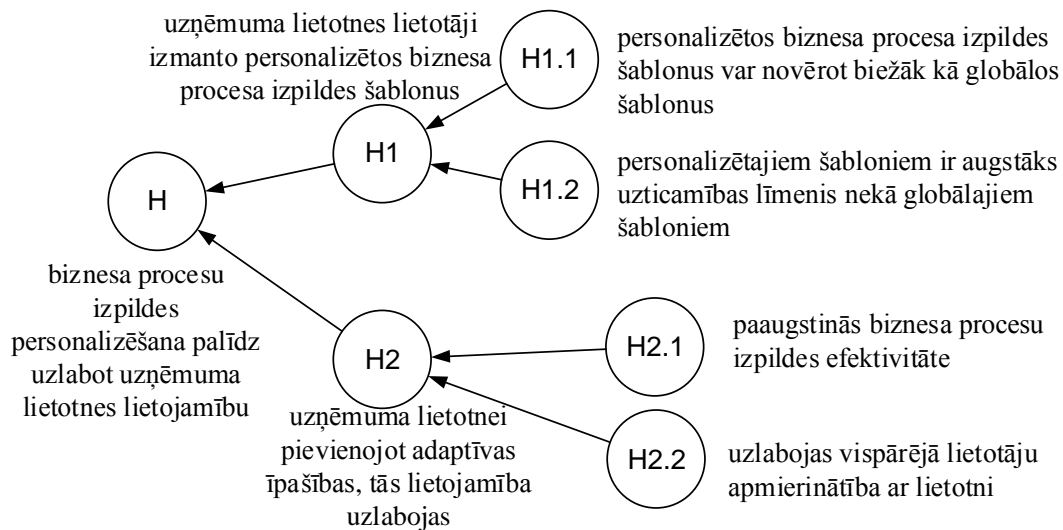 uzņēmuma lietotnes lietotāji
izmanto personalizētos biznesa
procesa izpildes šablonus
H1
H1.1
personalizētos biznesa procesa izpildes
šablonus var novērot biežāk kā globālos
šablonus
H1.2
personalizētajiem šabloniem ir augstāks
uzticamības līmenis nekā globālajiem
šabloniem
H
biznesa procesu
izpildes
personalizēšana palīdz
uzlabot uzņēmuma
lietotnes lietojamību
H2
uzņēmuma lietotnei
pievienojot adaptīvas
īpašības, tās lietojamība
uzlabojas
H2.1
paaugstinās biznesa procesu
izpildes efektivitāte
H2.2
uzlabojas vispārējā lietotāju
apmierinātība ar lietotni